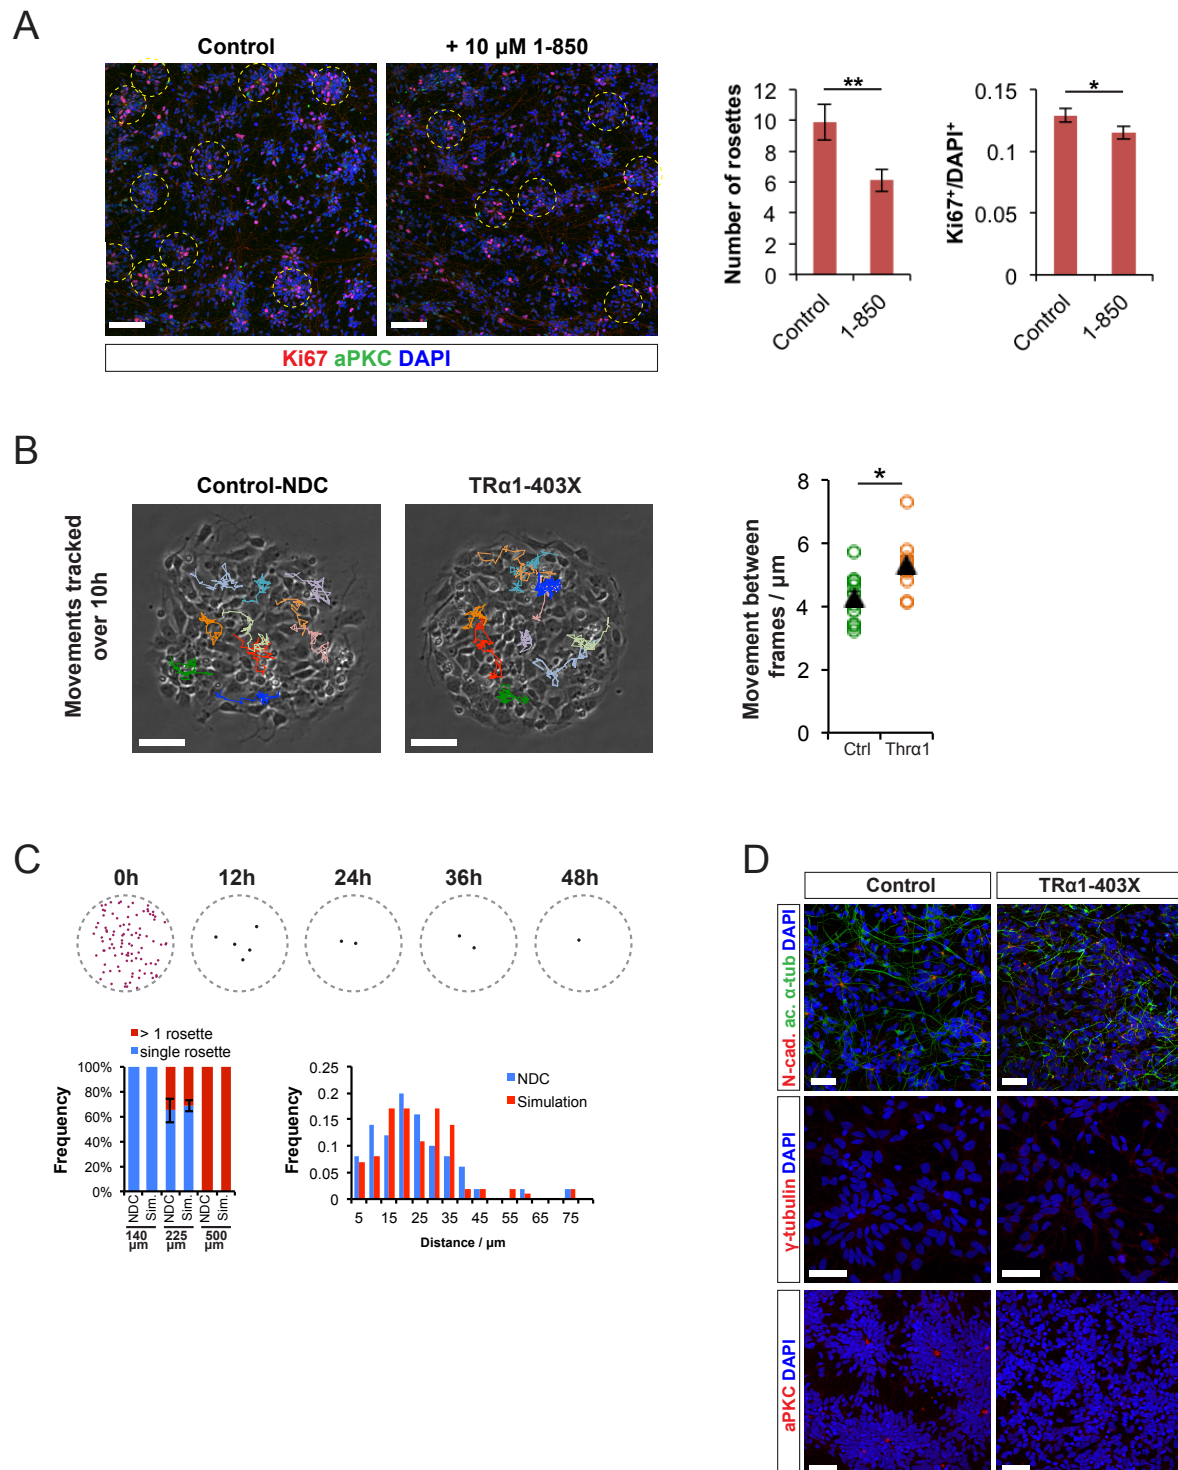 A
Control
+ 10 µM 1-850
Ki67 aPKC DAPI
Number of rosettes
12
10
8
6
4
2
0
**
Control
1-850
Ki67⁺/DAPI⁺
0.15
0.1
0.05
0
*
Control
1-850
B
Movements tracked
over 10h
Control-NDC
TRα1-403X
Movement between
frames / µm
8
6
4
2
0
*
Ctrl
Thrα1
C
0h
12h
24h
36h
48h
> 1 rosette
single rosette
Frequency
100%
80%
60%
40%
20%
0%
NDC
Sim.
NDC
Sim.
NDC
Sim.
140
µm
225
µm
500
µm
Frequency
0.25
0.2
0.15
0.1
0.05
0
NDC
Simulation
5
15
25
35
45
55
65
75
Distance / µm
D
Control
TRα1-403X
N-cad. ac. α-tub DAPI
γ-tubulin DAPI
aPKC DAPI